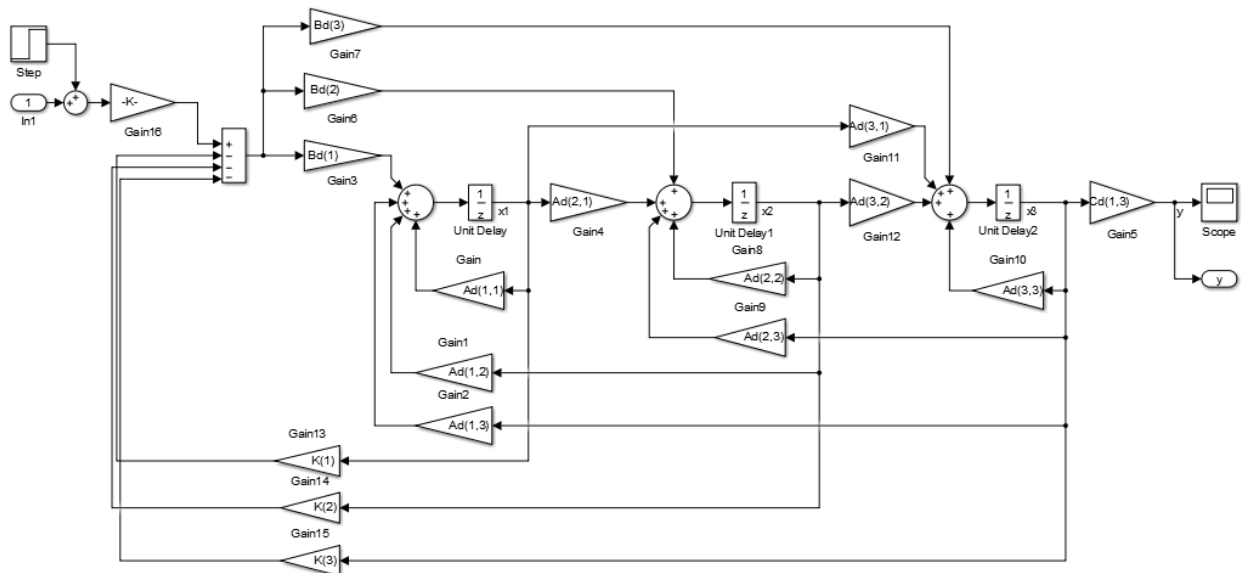 Bd(3)
Gain7
Step
Bd(2)
Gain6
1
In1
-K-
Gain16
Bd(1)
Gain3
Ad(3,1)
Gain11
1
z
x1
Unit Delay
Ad(2,1)
Gain4
1
z
x2
Unit Delay1
Ad(3,2)
Gain12
1
z
x3
Unit Delay2
Cd(1,3)
Gain5
y
Scope
Gain
Ad(1,1)
Gain8
Ad(2,2)
Gain10
Ad(3,3)
y
Gain9
Ad(2,3)
Gain1
Ad(1,2)
Gain2
Ad(1,3)
Gain13
K(1)
Gain14
K(2)
Gain15
K(3)